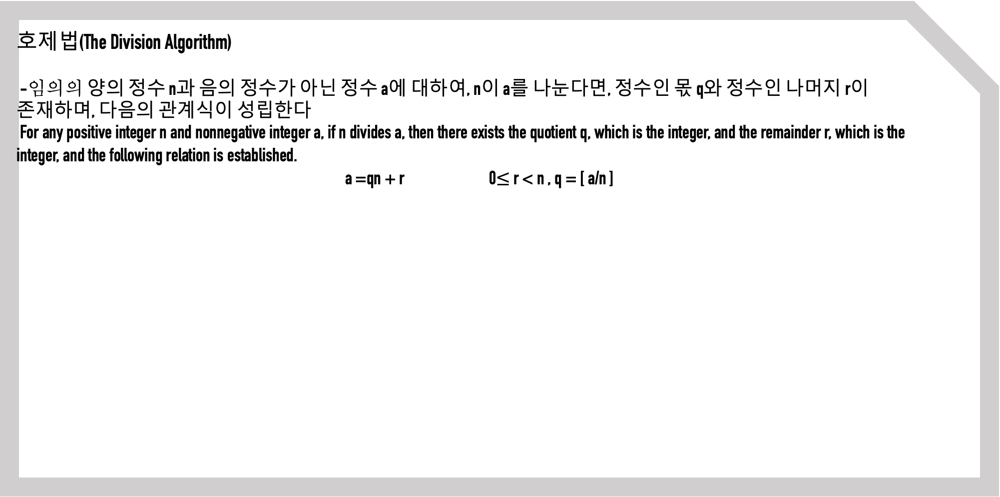 호제법(The Division Algorithm)
-임의의 양의 정수 n과 음의 정수가 아닌 정수 a에 대하여, n이 a를 나눈다면, 정수인 몫 q와 정수인 나머지 r이
존재하며, 다음의 관계식이 성립한다
For any positive integer n and nonnegative integer a, if n divides a, then there exists the quotient q, which is the integer, and the remainder r, which is the
integer, and the following relation is established.
a =qn + r 0≤ r < n , q = [ a/n ]